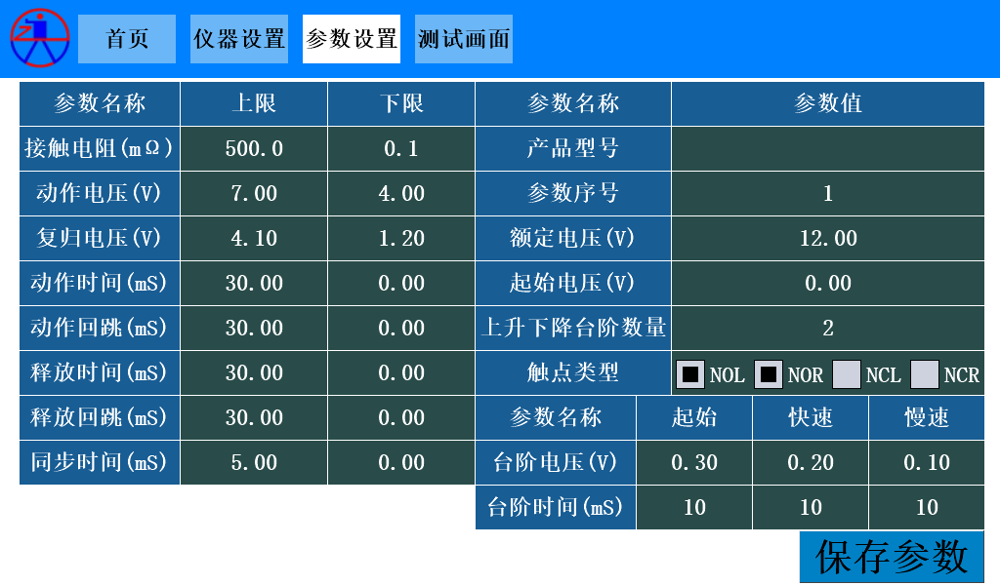 首页 仪器设置 参数设置 测试画面
参数名称 上限 下限 参数名称 参数值
接触电阻(mΩ) 500.0 0.1 产品型号
动作电压(V) 7.00 4.00 参数序号 1
复归电压(V) 4.10 1.20 额定电压(V) 12.00
动作时间(mS) 30.00 0.00 起始电压(V) 0.00
动作回跳(mS) 30.00 0.00 上升下降台阶数量 2
释放时间(mS) 30.00 0.00 触点类型 NOL NOR NCL NCR
释放回跳(mS) 30.00 0.00 参数名称 起始 快速 慢速
同步时间(mS) 5.00 0.00 台阶电压(V) 0.30 0.20 0.10
台阶时间(mS) 10 10 10
保存参数